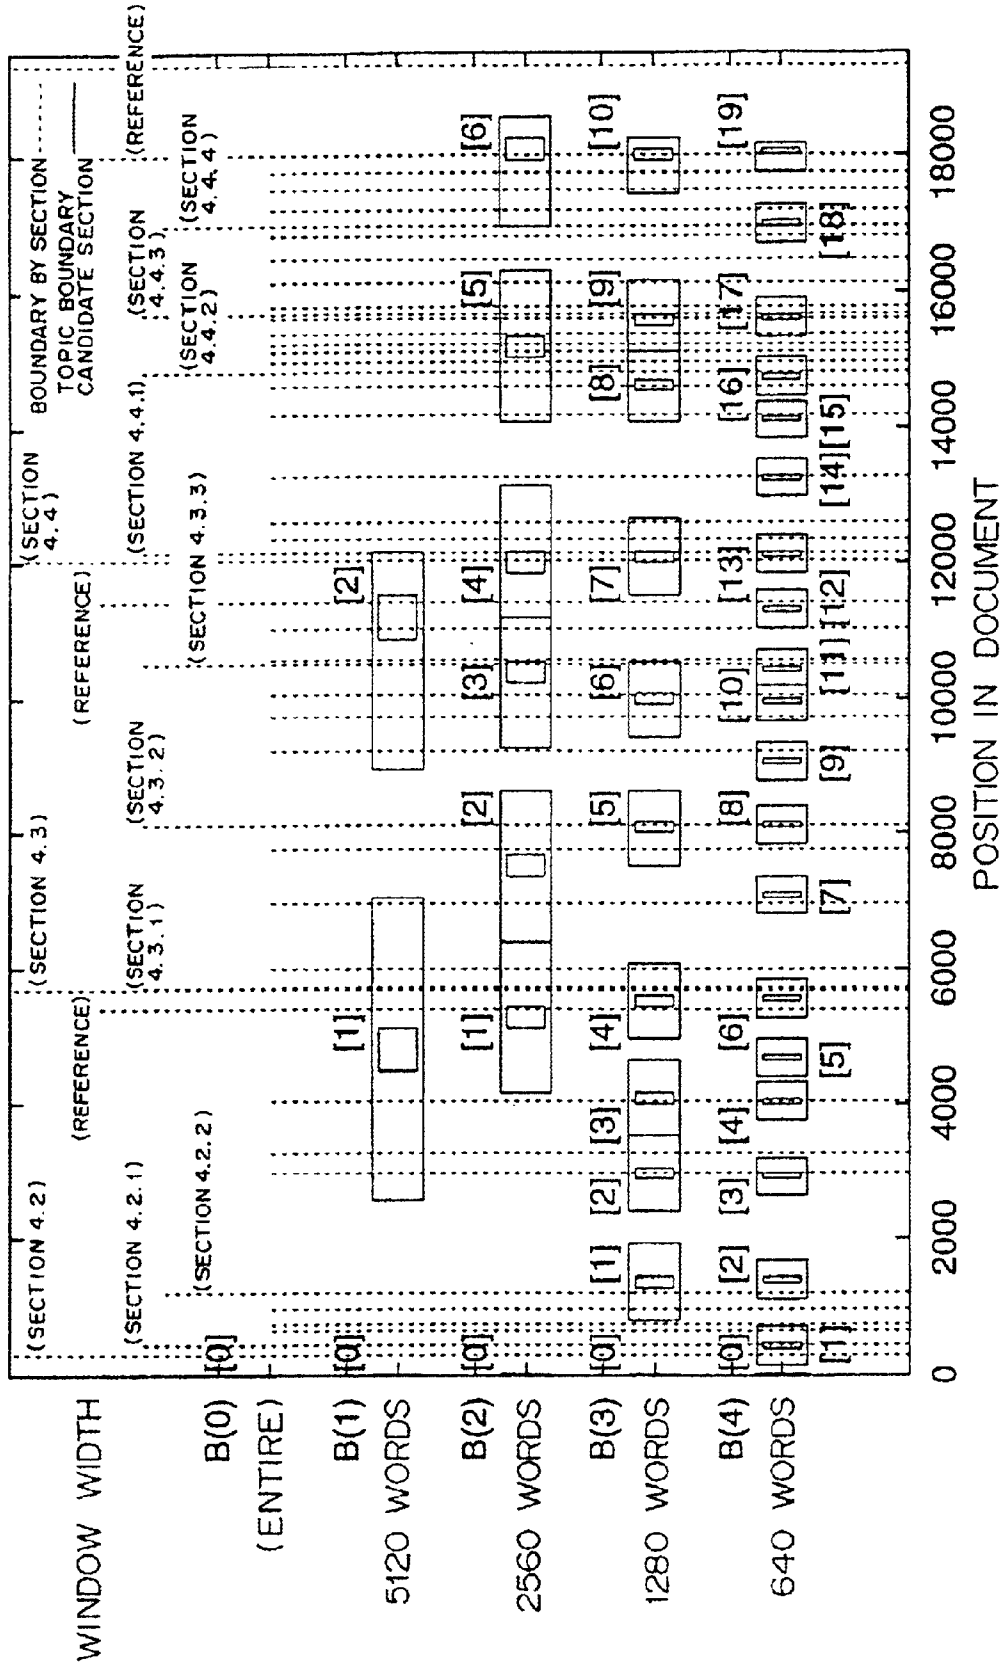 BOUNDARY BY SECTION
TOPIC BOUNDARY
CANDIDATE SECTION
WINDOW WIDTH
(SECTION 4.2)
(SECTION 4.3)
(SECTION
4.4)
(REFERENCE)
(REFERENCE)
(REFERENCE)
(SECTION 4.2.1)
(SECTION
4.3.1)
(SECTION
4.3.2)
(SECTION 4.4.1)
(SECTION
4.4.3)
(SECTION 4.2.2)
(SECTION 4.3.3)
(SECTION
4.4.2)
(SECTION
4.4.4)
B(0) [0]
(ENTIRE)
B(1) [0] [1] [2]
5120 WORDS
B(2) [0] [1] [2] [3] [4] [5] [6]
2560 WORDS
B(3) [0] [1] [2] [3] [4] [5] [6] [7] [8] [9] [10]
1280 WORDS
B(4) [0] [2] [3] [4] [6] [8] [10] [13] [16] [17] [19]
640 WORDS
[1] [5] [7] [9] [11] [12] [14] [15] [18]
0 2000 4000 6000 8000 10000 12000 14000 16000 18000
POSITION IN DOCUMENT